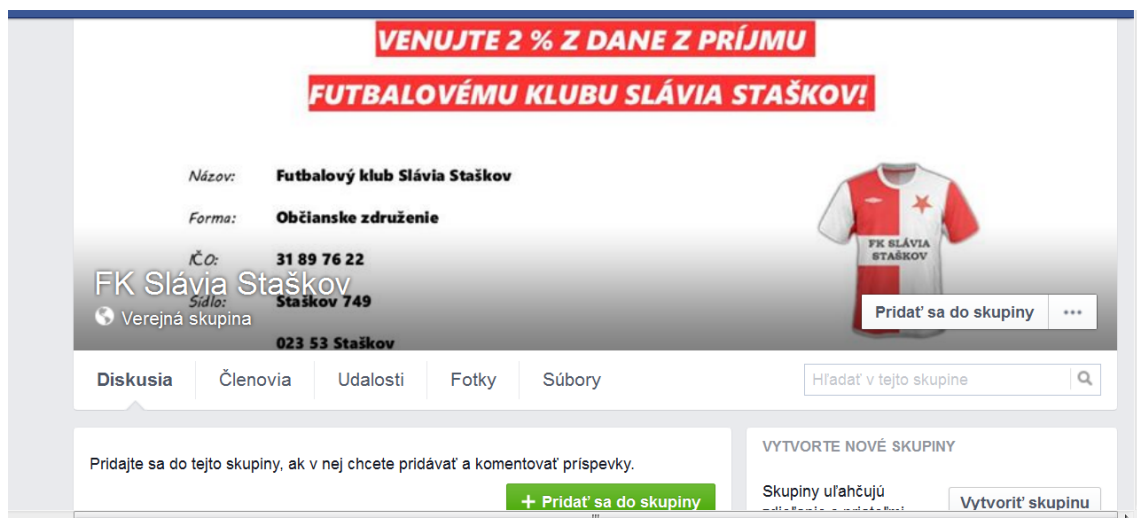 VENUJTE 2 % Z DANE Z PRÍJMU
FUTBALOVÉMU KLUBU SLÁVIA STAŠKOV!
Názov: Futbalový klub Slávia Staškov
Forma: Občianske združenie
IČO: 31 89 76 22
Sídlo: Staškov 749
023 53 Staškov
FK SLÁVIA
STAŠKOV
FK Slávia Staškov
Verejná skupina
Pridať sa do skupiny
Diskusia Členovia Udalosti Fotky Súbory
Hľadať v tejto skupine
Pridajte sa do tejto skupiny, ak v nej chcete pridávať a komentovať príspevky.
+ Pridať sa do skupiny
VYTVORTE NOVÉ SKUPINY
Skupiny uľahčujú
Vytvoriť skupinu